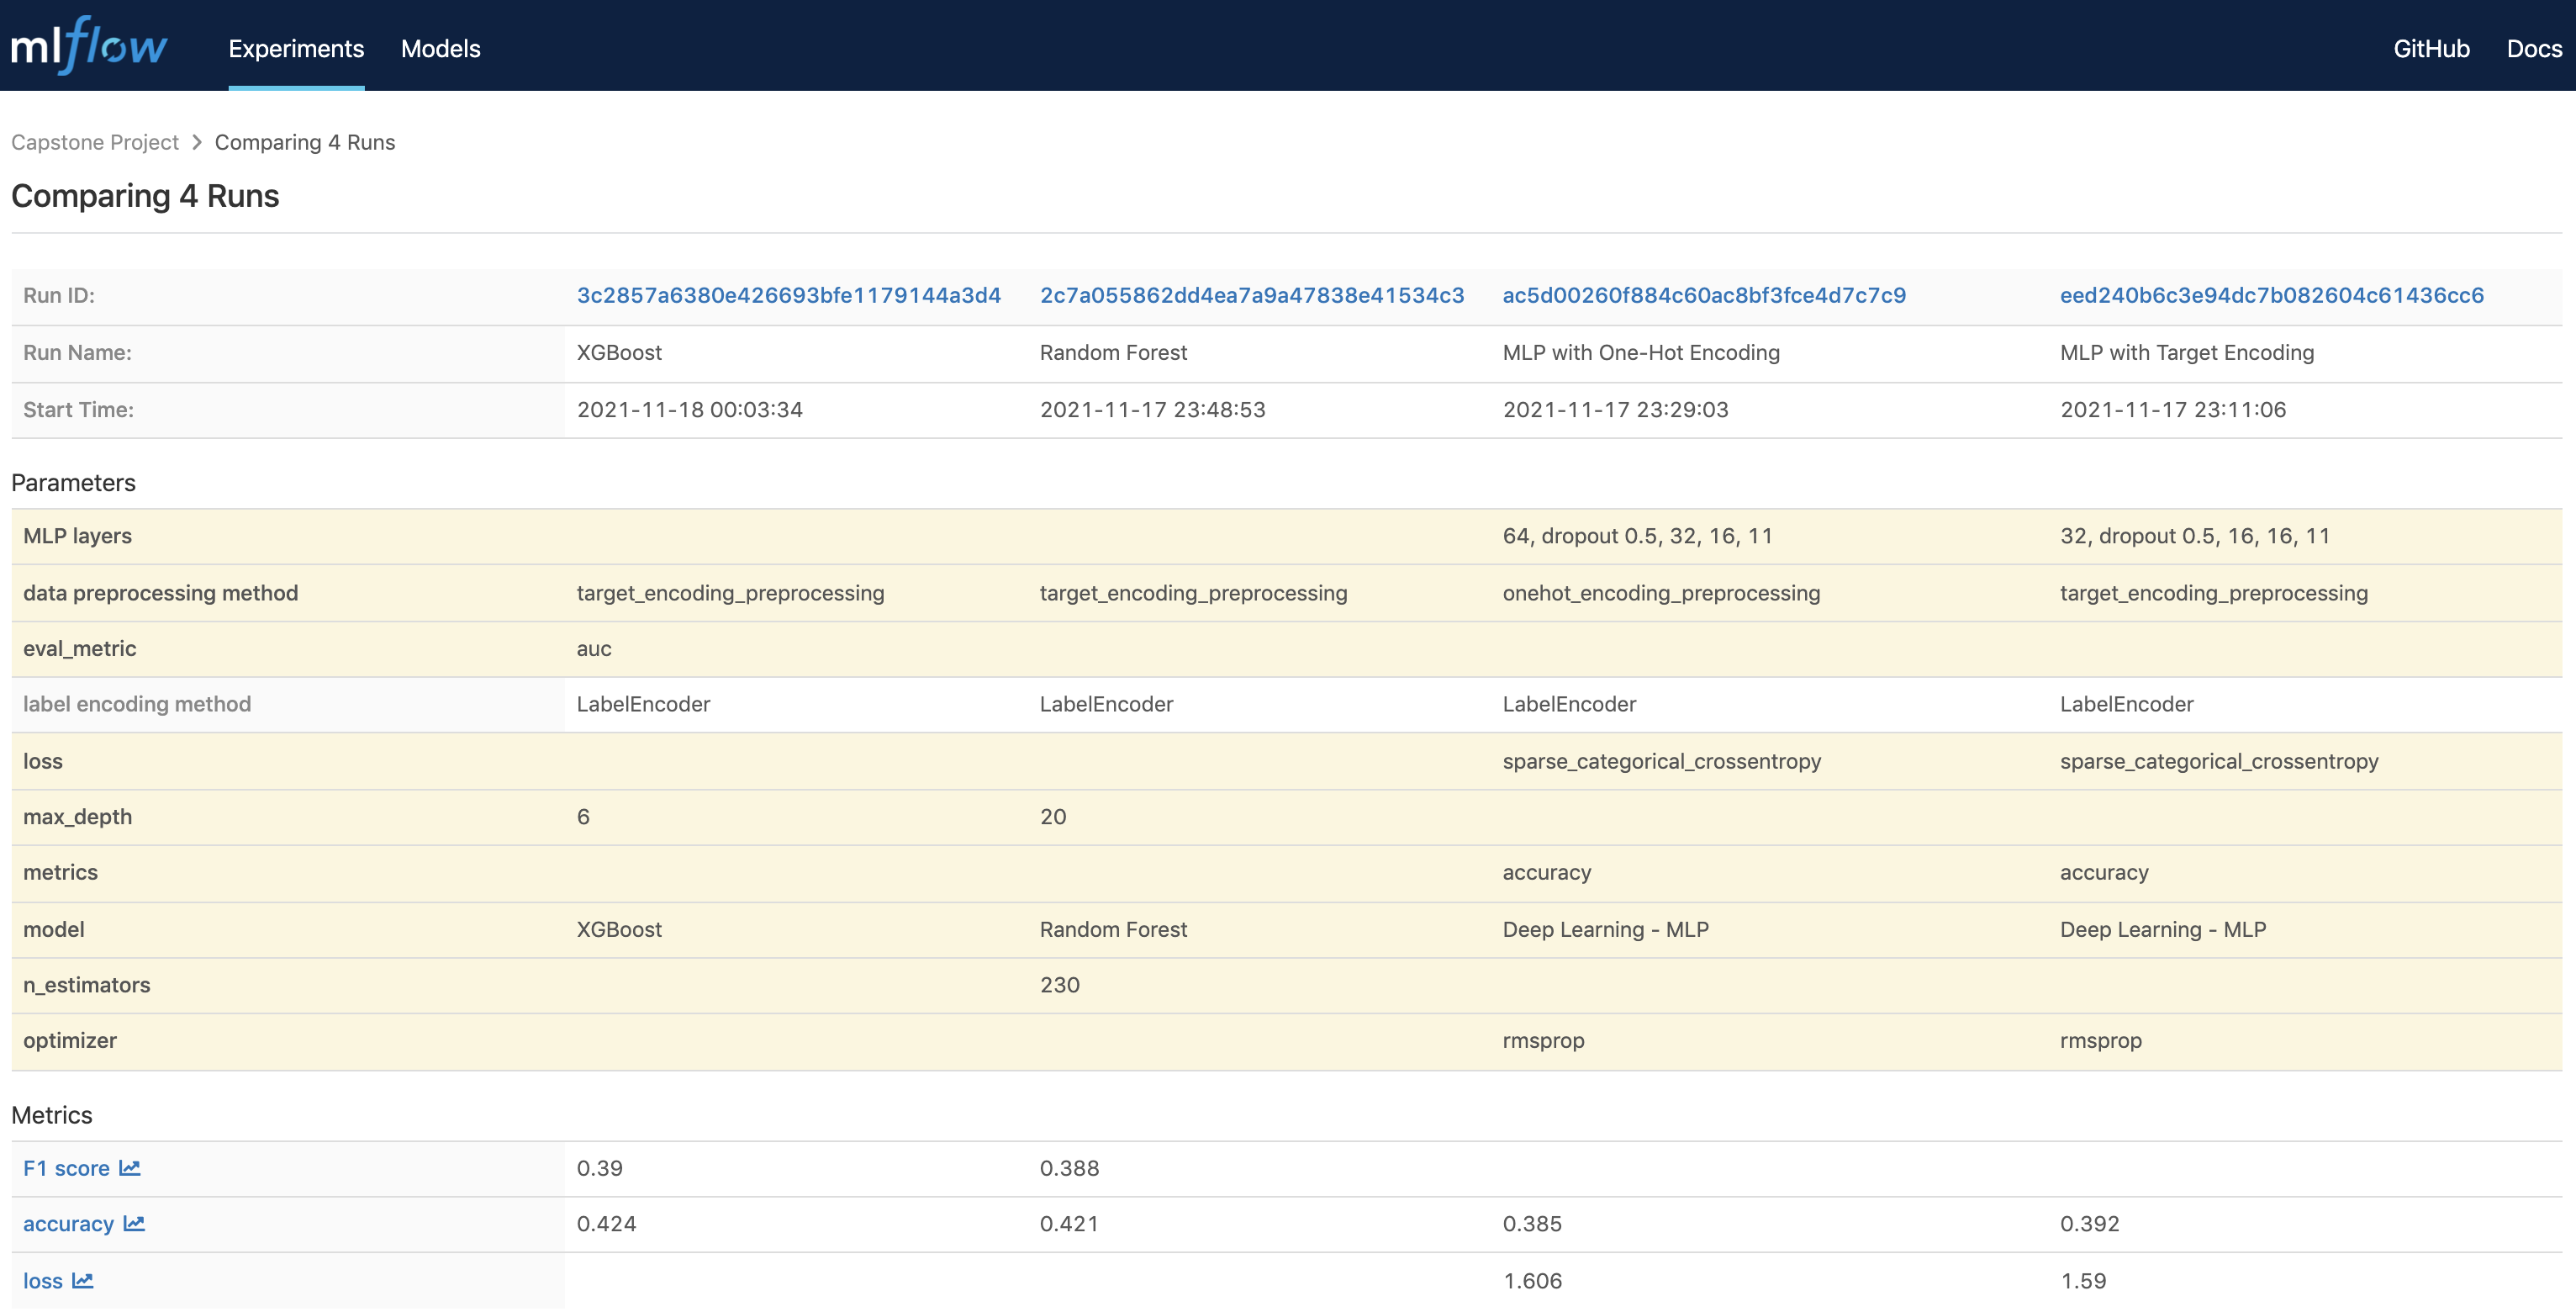 mlflow Experiments Models GitHub Docs
Capstone Project > Comparing 4 Runs
Comparing 4 Runs
Run ID: 3c2857a6380e426693bfe1179144a3d4 2c7a055862dd4ea7a9a47838e41534c3 ac5d00260f884c60ac8bf3fce4d7c7c9 eed240b6c3e94dc7b082604c61436cc6
Run Name: XGBoost Random Forest MLP with One-Hot Encoding MLP with Target Encoding
Start Time: 2021-11-18 00:03:34 2021-11-17 23:48:53 2021-11-17 23:29:03 2021-11-17 23:11:06
Parameters
MLP layers 64, dropout 0.5, 32, 16, 11 32, dropout 0.5, 16, 16, 11
data preprocessing method target_encoding_preprocessing target_encoding_preprocessing onehot_encoding_preprocessing target_encoding_preprocessing
eval_metric auc
label encoding method LabelEncoder LabelEncoder LabelEncoder LabelEncoder
loss sparse_categorical_crossentropy sparse_categorical_crossentropy
max_depth 6 20
metrics accuracy accuracy
model XGBoost Random Forest Deep Learning - MLP Deep Learning - MLP
n_estimators 230
optimizer rmsprop rmsprop
Metrics
F1 score 0.39 0.388
accuracy 0.424 0.421 0.385 0.392
loss 1.606 1.59